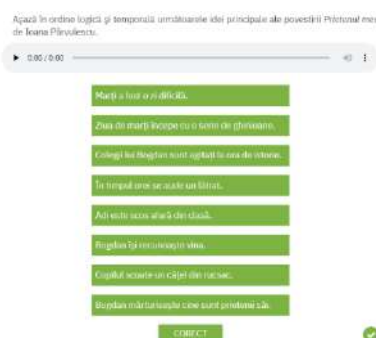 Așază în ordine logică și temporală următoarele idei principale ale povestirii Prietenul meu
de Ioana Pârvulescu.
0:00 / 0:00
Marți a fost o zi dificilă.
Ziua de marți începe cu o serie de ghinioane.
Colegii lui Bogdan sunt agitați la ora de istorie.
În timpul orei se aude un lătrat.
Adi este scos afară din clasă.
Bogdan își recunoaște vina.
Copilul scoate un cățel din rucsac.
Bogdan mărturisește cine sunt prietenii săi.
CORECT